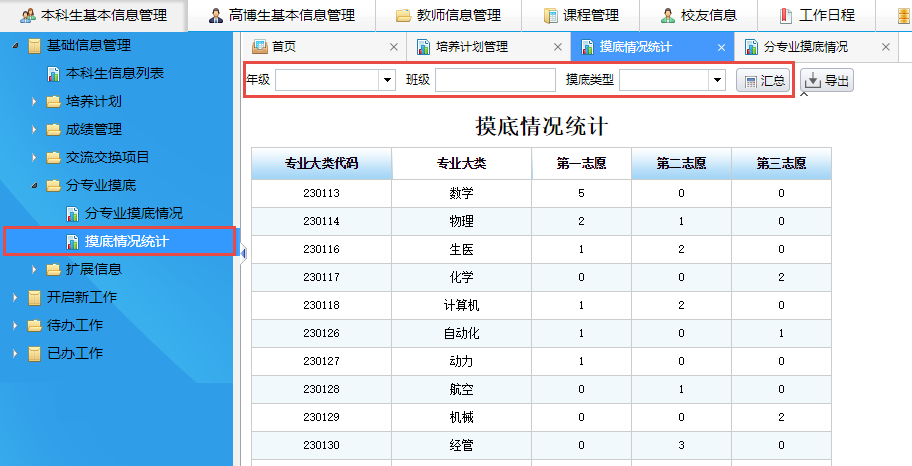 本科生基本信息管理 高博生基本信息管理 教师信息管理 课程管理 校友信息 工作日程
基础信息管理
本科生信息列表
培养计划
成绩管理
交流交换项目
分专业摸底
分专业摸底情况
摸底情况统计
扩展信息
开启新工作
待办工作
已办工作
首页 培养计划管理 摸底情况统计 分专业摸底情况
年级 班级 摸底类型 汇总 导出
摸底情况统计
专业大类代码 专业大类 第一志愿 第二志愿 第三志愿
230113 数学 5 0 0
230114 物理 2 1 0
230116 生医 1 2 0
230117 化学 0 0 2
230118 计算机 1 2 0
230126 自动化 1 0 1
230127 动力 1 0 0
230128 航空 0 1 0
230129 机械 0 0 2
230130 经管 0 3 0